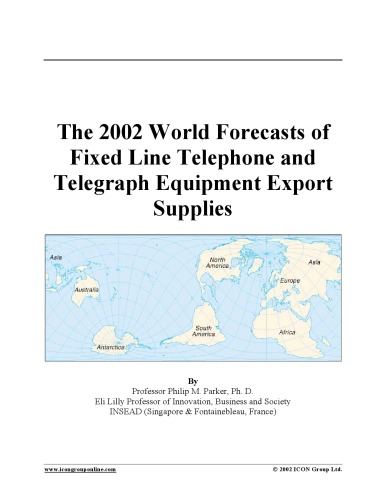 The 2002 World Forecasts of
Fixed Line Telephone and
Telegraph Equipment Export
Supplies
Asia
North
America
Asia
Europe
Australia
South
America
Africa
Antarctica
By
Professor Philip M. Parker, Ph. D.
Eli Lilly Professor of Innovation, Business and Society
INSEAD (Singapore & Fontainebleau, France)
www.icongrouponline.com
© 2002 ICON Group Ltd.